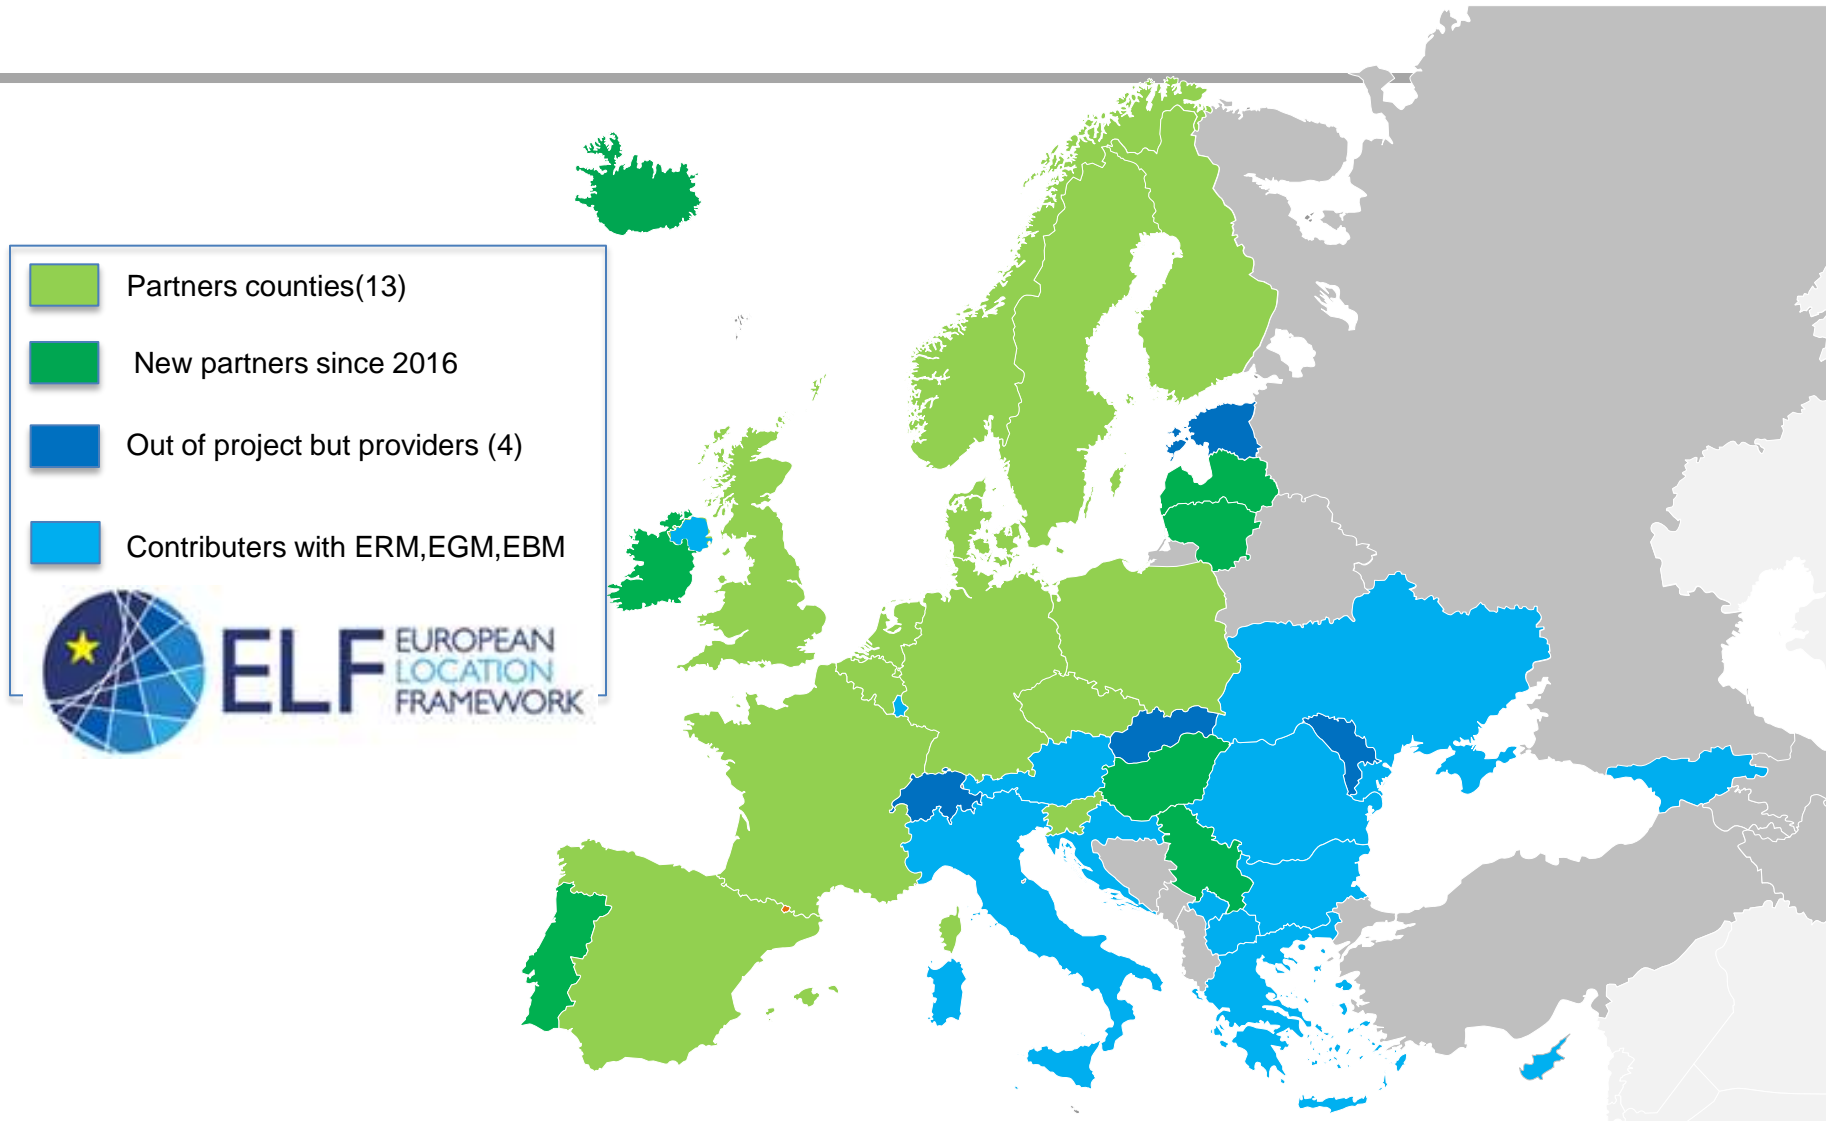 Partners counties(13)
New partners since 2016
Out of project but providers (4)
Contributers with ERM,EGM,EBM
ELF
EUROPEAN
LOCATION
FRAMEWORK